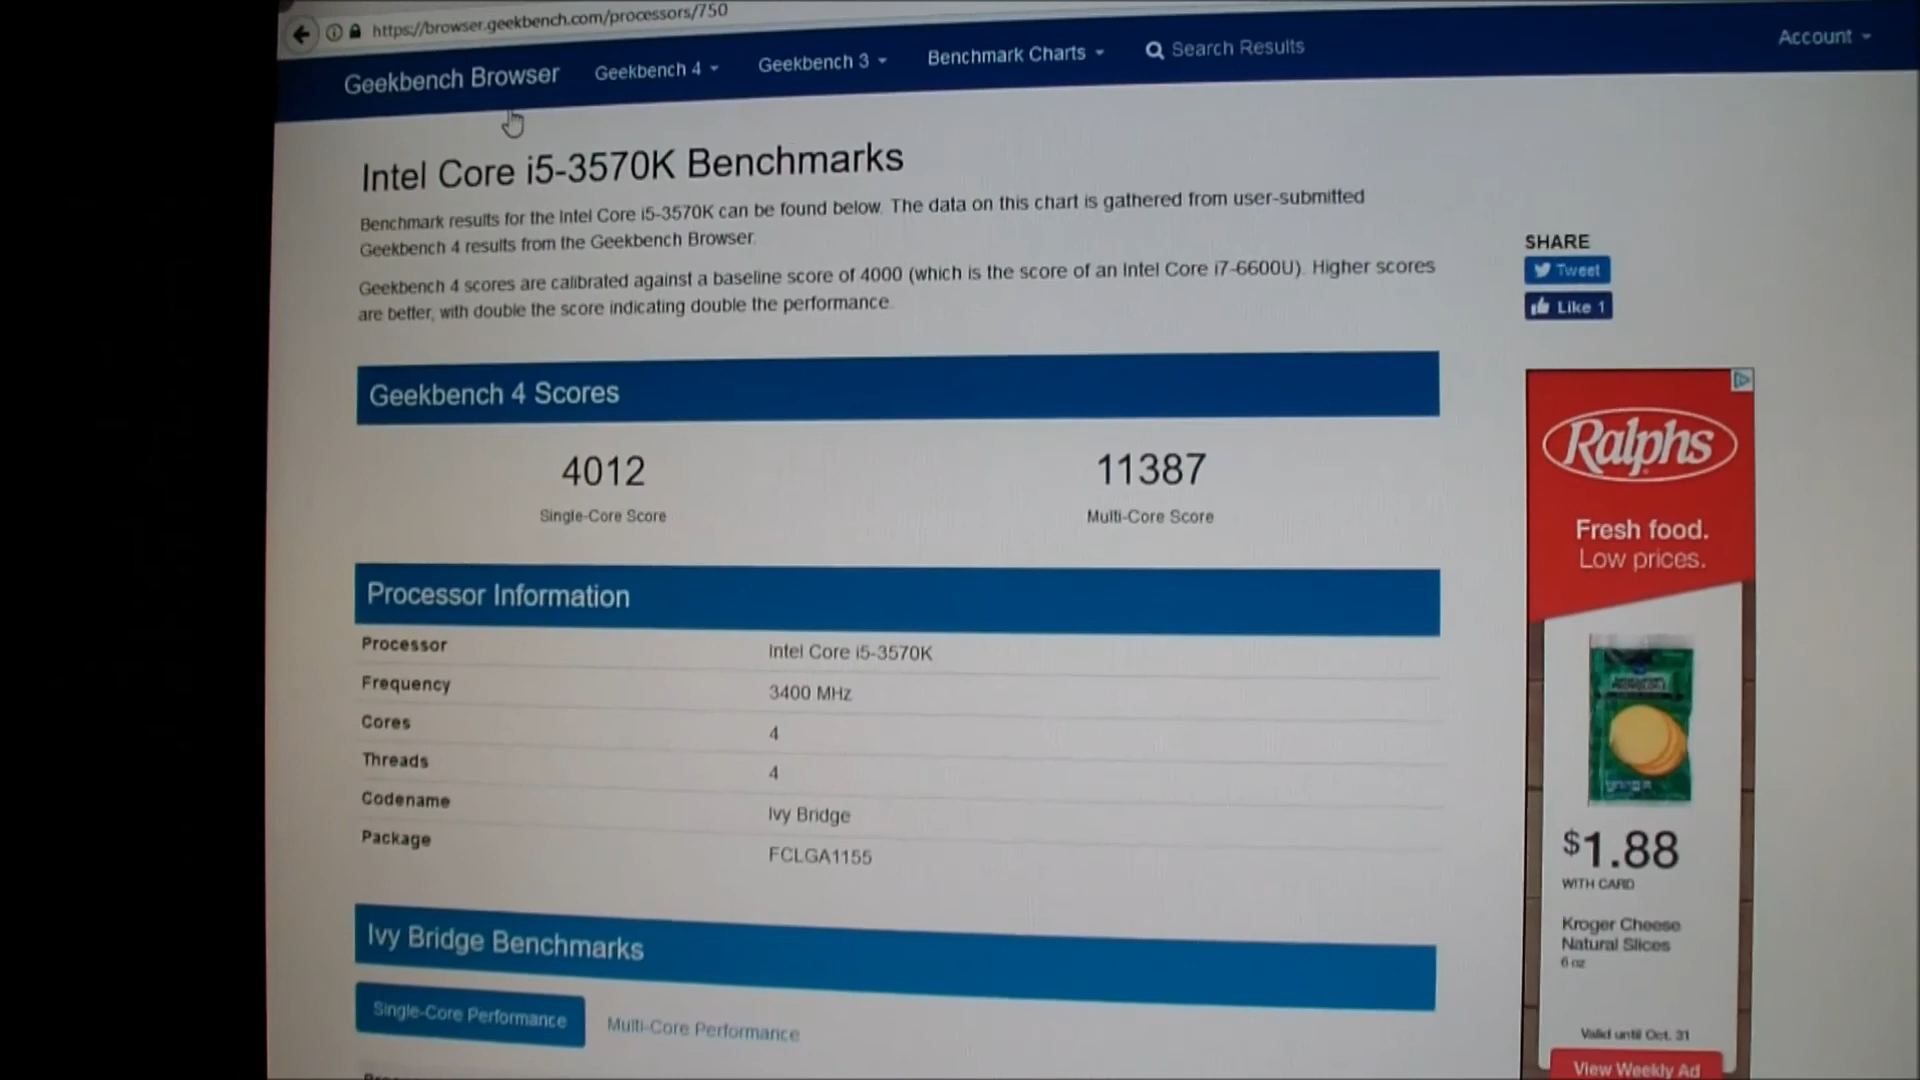 https://browser.geekbench.com/processors/750
Geekbench Browser Geekbench 4 Geekbench 3 Benchmark Charts Search Results Account
Intel Core i5-3570K Benchmarks
Benchmark results for the Intel Core i5-3570K can be found below. The data on this chart is gathered from user-submitted
Geekbench 4 results from the Geekbench Browser.
Geekbench 4 scores are calibrated against a baseline score of 4000 (which is the score of an Intel Core i7-6600U). Higher scores
are better, with double the score indicating double the performance.
SHARE
Tweet
Like 1
Geekbench 4 Scores
4012 11387
Single-Core Score Multi-Core Score
Processor Information
Processor Intel Core i5-3570K
Frequency 3400 MHz
Cores 4
Threads 4
Codename Ivy Bridge
Package FCLGA1155
Ivy Bridge Benchmarks
Single-Core Performance Multi-Core Performance
Ralphs
Fresh food.
Low prices.
$1.88
WITH CARD
Kroger Cheese
Natural Slices
6 oz
Valid until Oct. 31
View Weekly Ad